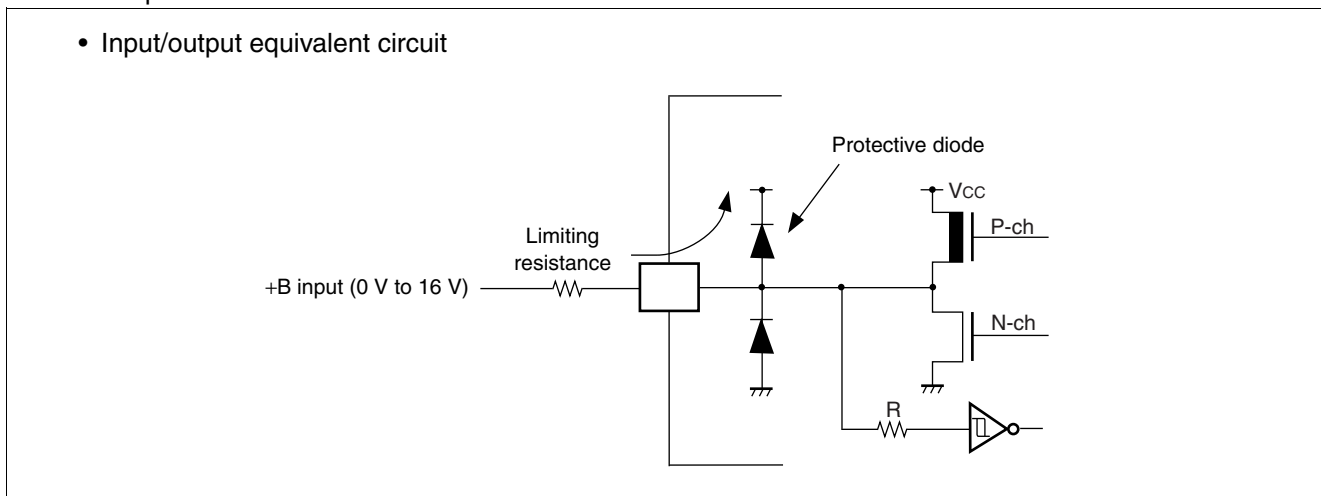 • Input/output equivalent circuit
Protective diode
VCC
P-ch
Limiting
resistance
+B input (0 V to 16 V)
N-ch
R